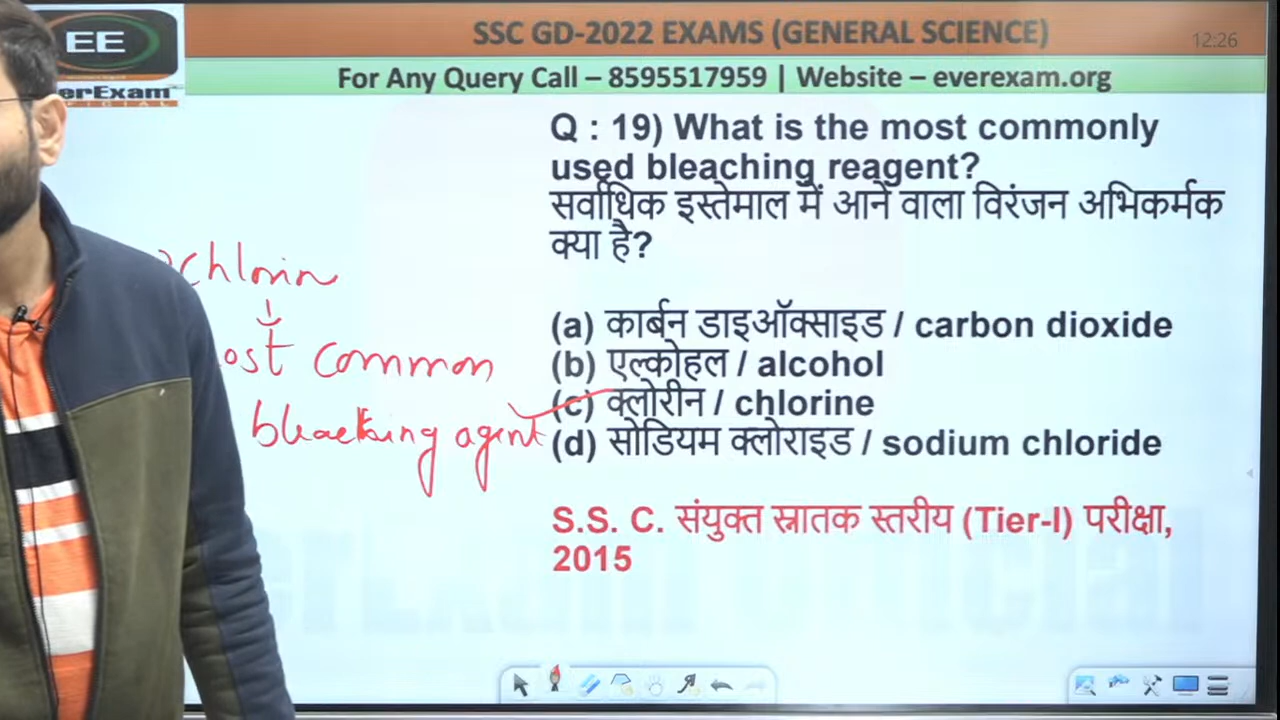 EE
erExam
OFFICIAL
SSC GD-2022 EXAMS (GENERAL SCIENCE)
12:26
For Any Query Call – 8595517959 | Website – everexam.org
Q : 19) What is the most commonly
used bleaching reagent?
सर्वाधिक इस्तेमाल में आने वाला विरंजन अभिकर्मक
क्या है?
(a) कार्बन डाइऑक्साइड / carbon dioxide
(b) एल्कोहल / alcohol
(c) क्लोरीन / chlorine
(d) सोडियम क्लोराइड / sodium chloride
S.S. C. संयुक्त स्नातक स्तरीय (Tier-I) परीक्षा,
2015
chlorin
ost common
bleaching agent